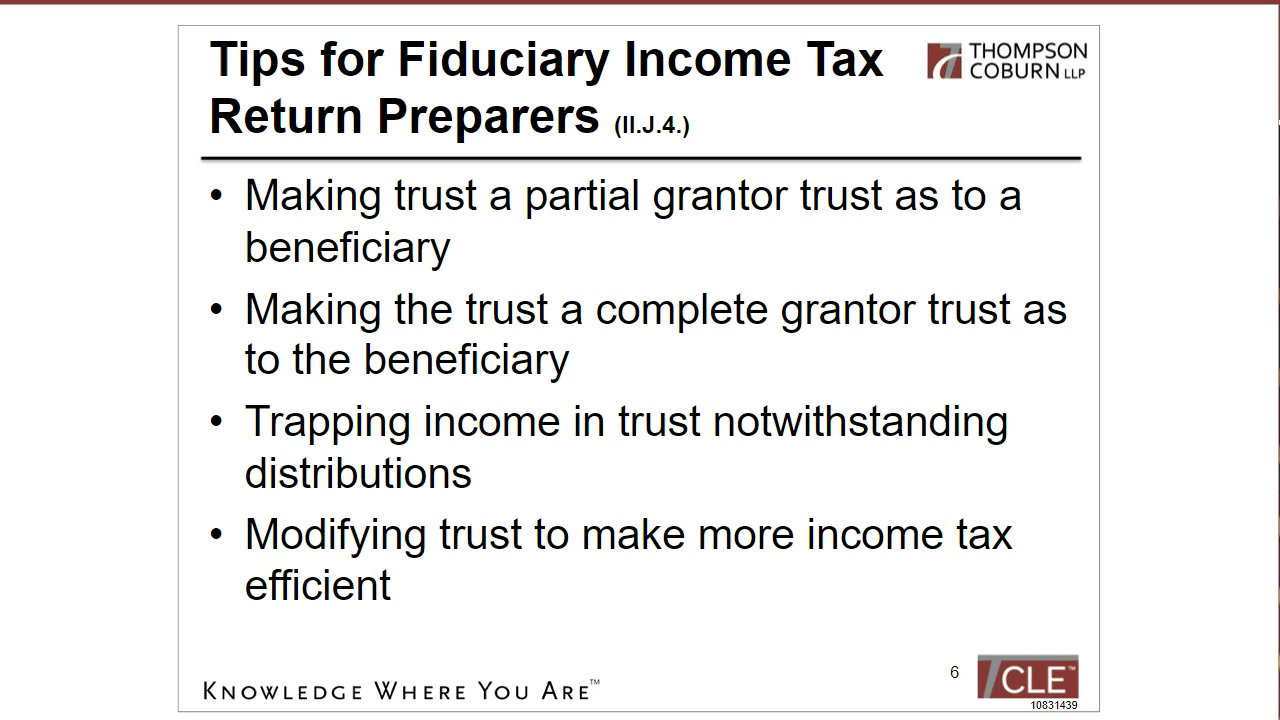 Tips for Fiduciary Income Tax
Return Preparers (II.J.4.)
THOMPSON
COBURN LLP
• Making trust a partial grantor trust as to a
beneficiary
• Making the trust a complete grantor trust as
to the beneficiary
• Trapping income in trust notwithstanding
distributions
• Modifying trust to make more income tax
efficient
KNOWLEDGE WHERE YOU ARE™
6
TCLE™
10831439